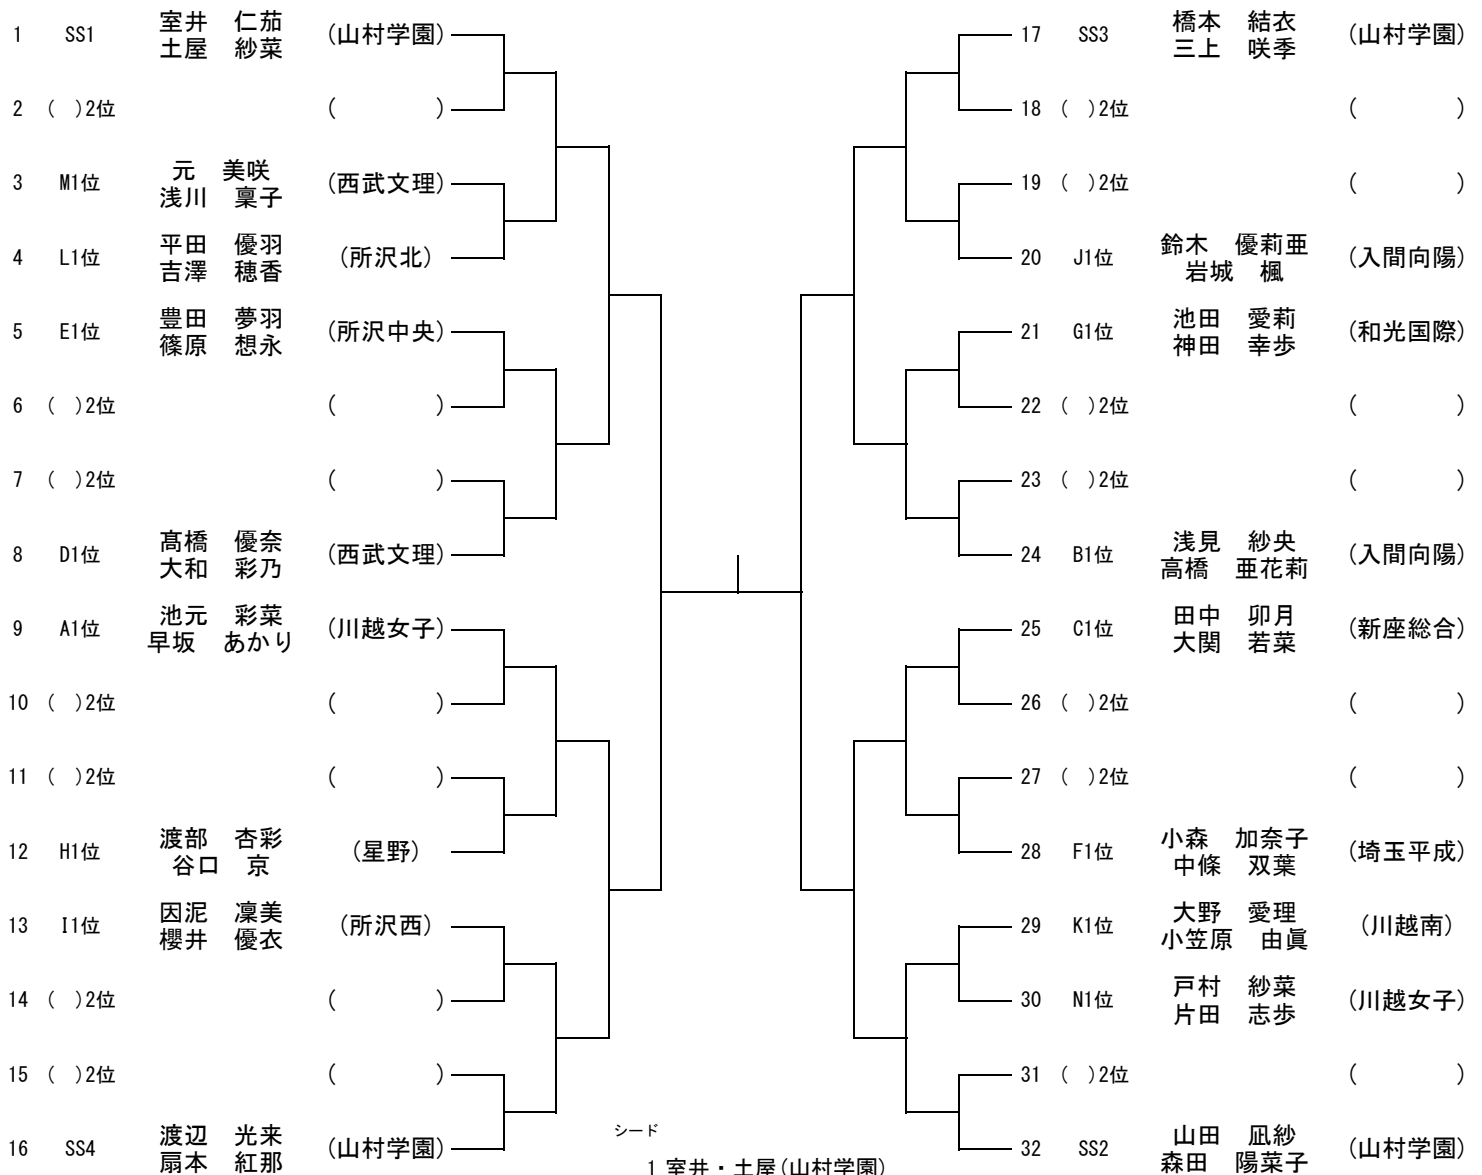 1 SS1 室井 仁茄 (山村学園)
土屋 紗菜
2 ( )2位 ( )
3 M1位 元 美咲 (西武文理)
浅川 稟子
4 L1位 平田 優羽 (所沢北)
吉澤 穂香
5 E1位 豊田 夢羽 (所沢中央)
篠原 想永
6 ( )2位 ( )
7 ( )2位 ( )
8 D1位 髙橋 優奈 (西武文理)
大和 彩乃
9 A1位 池元 彩菜 (川越女子)
早坂 あかり
10 ( )2位 ( )
11 ( )2位 ( )
12 H1位 渡部 杏彩 (星野)
谷口 京
13 I1位 因泥 凜美 (所沢西)
櫻井 優衣
14 ( )2位 ( )
15 ( )2位 ( )
16 SS4 渡辺 光来 (山村学園)
扇本 紅那
17 SS3 橋本 結衣 (山村学園)
三上 咲季
18 ( )2位 ( )
19 ( )2位 ( )
20 J1位 鈴木 優莉亜 (入間向陽)
岩城 楓
21 G1位 池田 愛莉 (和光国際)
神田 幸歩
22 ( )2位 ( )
23 ( )2位 ( )
24 B1位 浅見 紗央 (入間向陽)
高橋 亜花莉
25 C1位 田中 卯月 (新座総合)
大関 若菜
26 ( )2位 ( )
27 ( )2位 ( )
28 F1位 小森 加奈子 (埼玉平成)
中條 双葉
29 K1位 大野 愛理 (川越南)
小笠原 由眞
30 N1位 戸村 紗菜 (川越女子)
片田 志歩
31 ( )2位 ( )
32 SS2 山田 凪紗 (山村学園)
森田 陽菜子
シード
1 室井・土屋(山村学園)